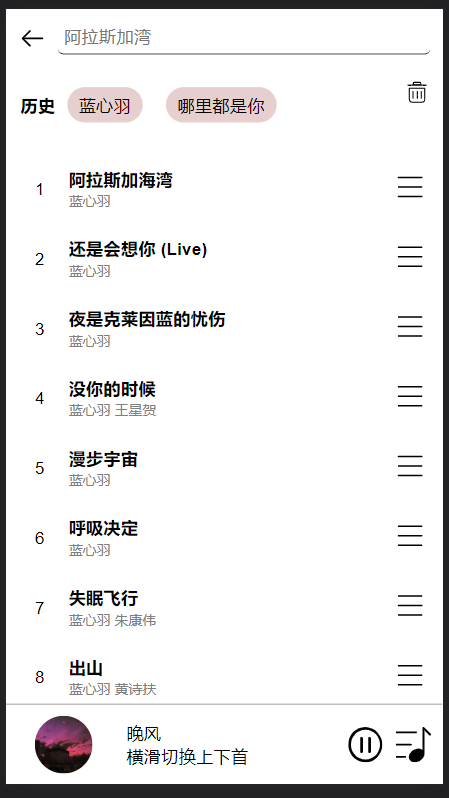 阿拉斯加湾
历史 蓝心羽 哪里都是你
1 阿拉斯加海湾
蓝心羽
2 还是会想你 (Live)
蓝心羽
3 夜是克莱因蓝的忧伤
蓝心羽
4 没你的时候
蓝心羽 王星贺
5 漫步宇宙
蓝心羽
6 呼吸决定
蓝心羽
7 失眠飞行
蓝心羽 朱康伟
8 出山
蓝心羽 黄诗扶
晚风
横滑切换上下首